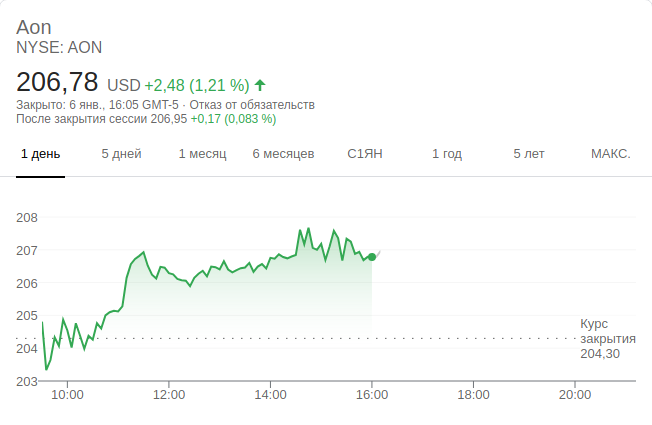 Aon
NYSE: AON
206,78 USD +2,48 (1,21 %)
Закрыто: 6 янв., 16:05 GMT-5 · Отказ от обязательств
После закрытия сессии 206,95 +0,17 (0,083 %)
1 день 5 дней 1 месяц 6 месяцев С1ЯН 1 год 5 лет МАКС.
208
207
206
205
204
203
Курс
закрытия
204,30
10:00 12:00 14:00 16:00 18:00 20:00